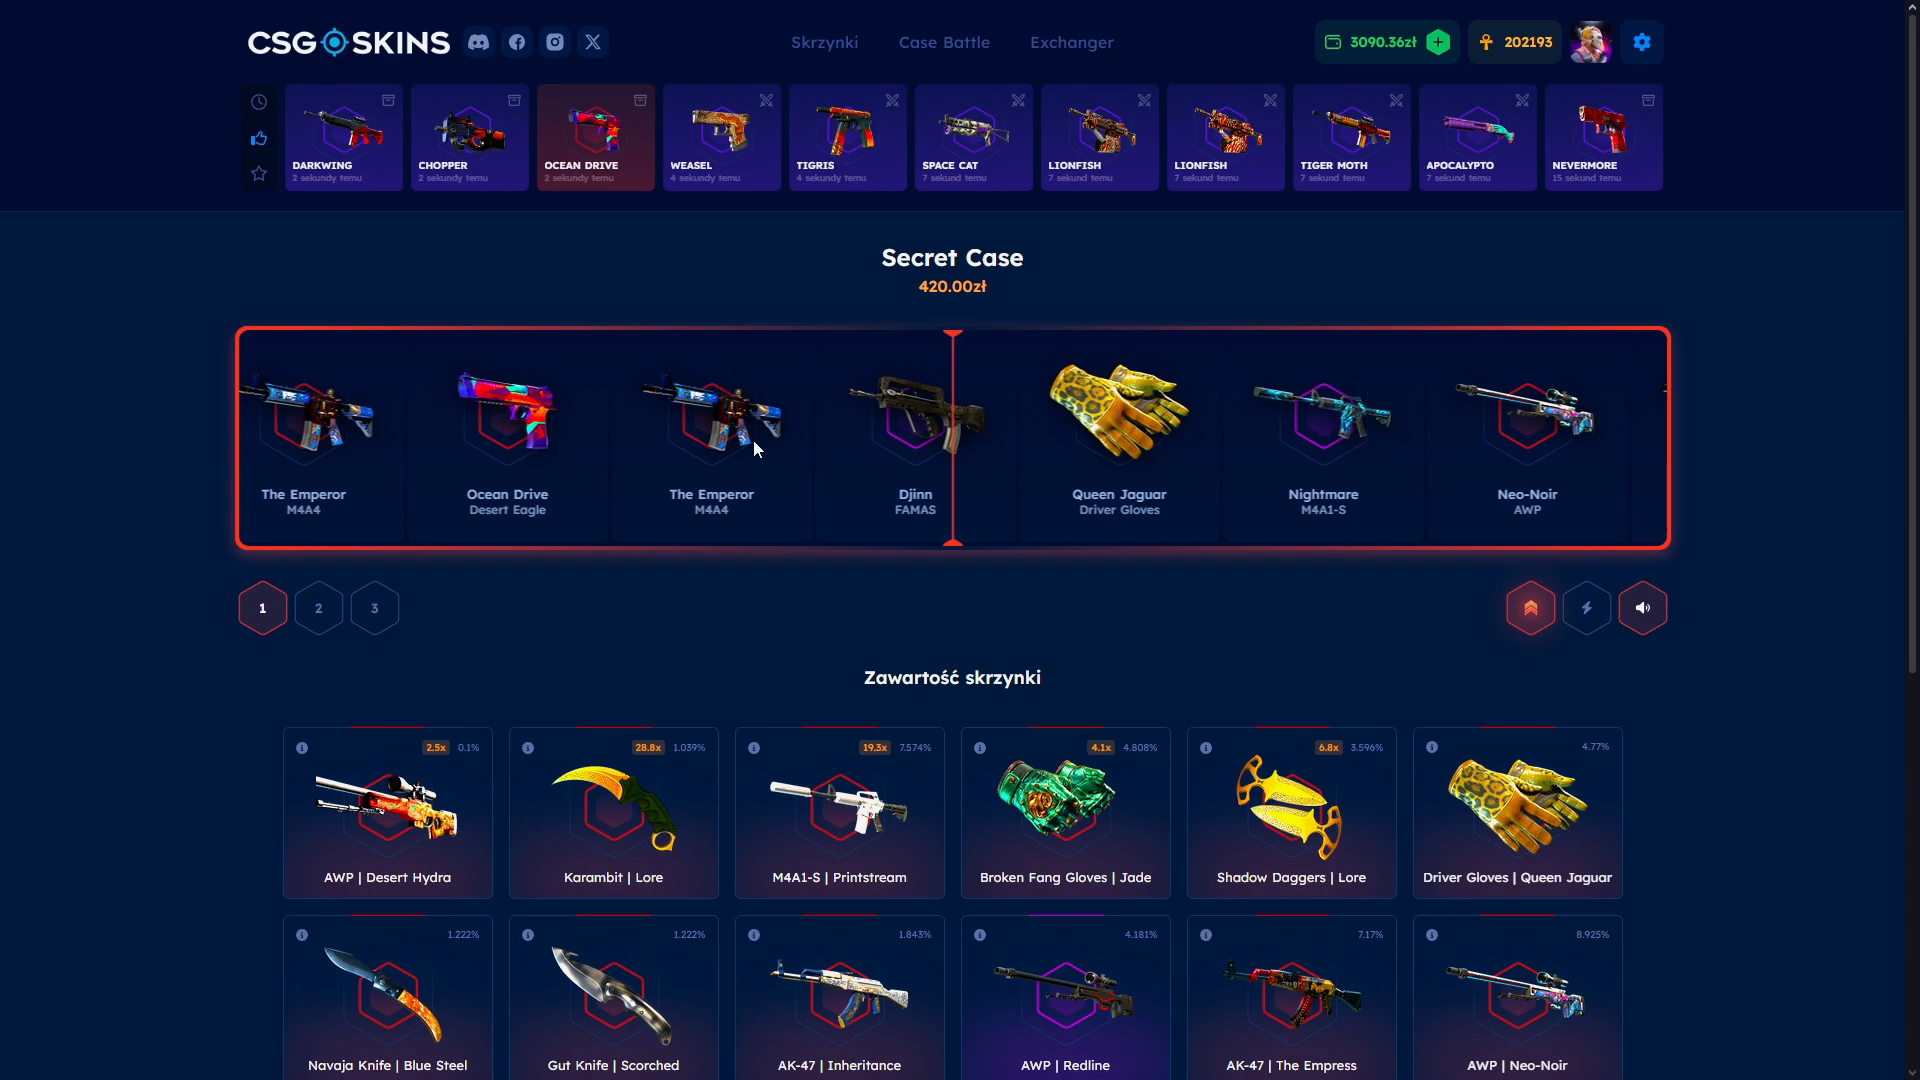 CSG SKINS
Skrzynki
Case Battle
Exchanger
3090.36zł
202193
DARKWING
2 sekundy temu
CHOPPER
2 sekundy temu
OCEAN DRIVE
2 sekundy temu
WEASEL
4 sekundy temu
TIGRIS
4 sekundy temu
SPACE CAT
7 sekund temu
LIONFISH
7 sekund temu
LIONFISH
7 sekund temu
TIGER MOTH
7 sekund temu
APOCALYPTO
7 sekund temu
NEVERMORE
15 sekund temu
Secret Case
420.00zł
The Emperor
M4A4
Ocean Drive
Desert Eagle
The Emperor
M4A4
Djinn
FAMAS
Queen Jaguar
Driver Gloves
Nightmare
M4A1-S
Neo-Noir
AWP
1
2
3
Zawartość skrzynki
2.5x 0.1%
AWP | Desert Hydra
28.8x 1.039%
Karambit | Lore
19.3x 7.574%
M4A1-S | Printstream
4.1x 4.808%
Broken Fang Gloves | Jade
6.8x 3.596%
Shadow Daggers | Lore
4.77%
Driver Gloves | Queen Jaguar
1.222%
Navaja Knife | Blue Steel
1.222%
Gut Knife | Scorched
1.843%
AK-47 | Inheritance
4.181%
AWP | Redline
7.17%
AK-47 | The Empress
8.925%
AWP | Neo-Noir